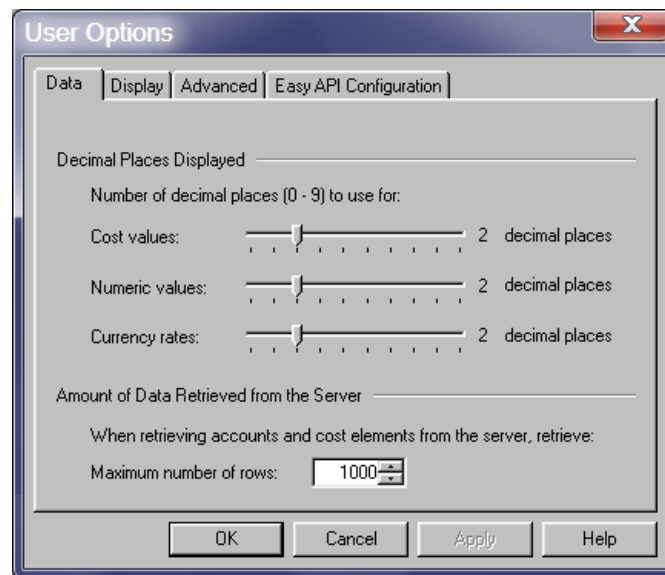 User Options
X
Data Display Advanced Easy API Configuration
Decimal Places Displayed
Number of decimal places (0 - 9) to use for:
Cost values: 2 decimal places
Numeric values: 2 decimal places
Currency rates: 2 decimal places
Amount of Data Retrieved from the Server
When retrieving accounts and cost elements from the server, retrieve:
Maximum number of rows: 1000
OK Cancel Apply Help